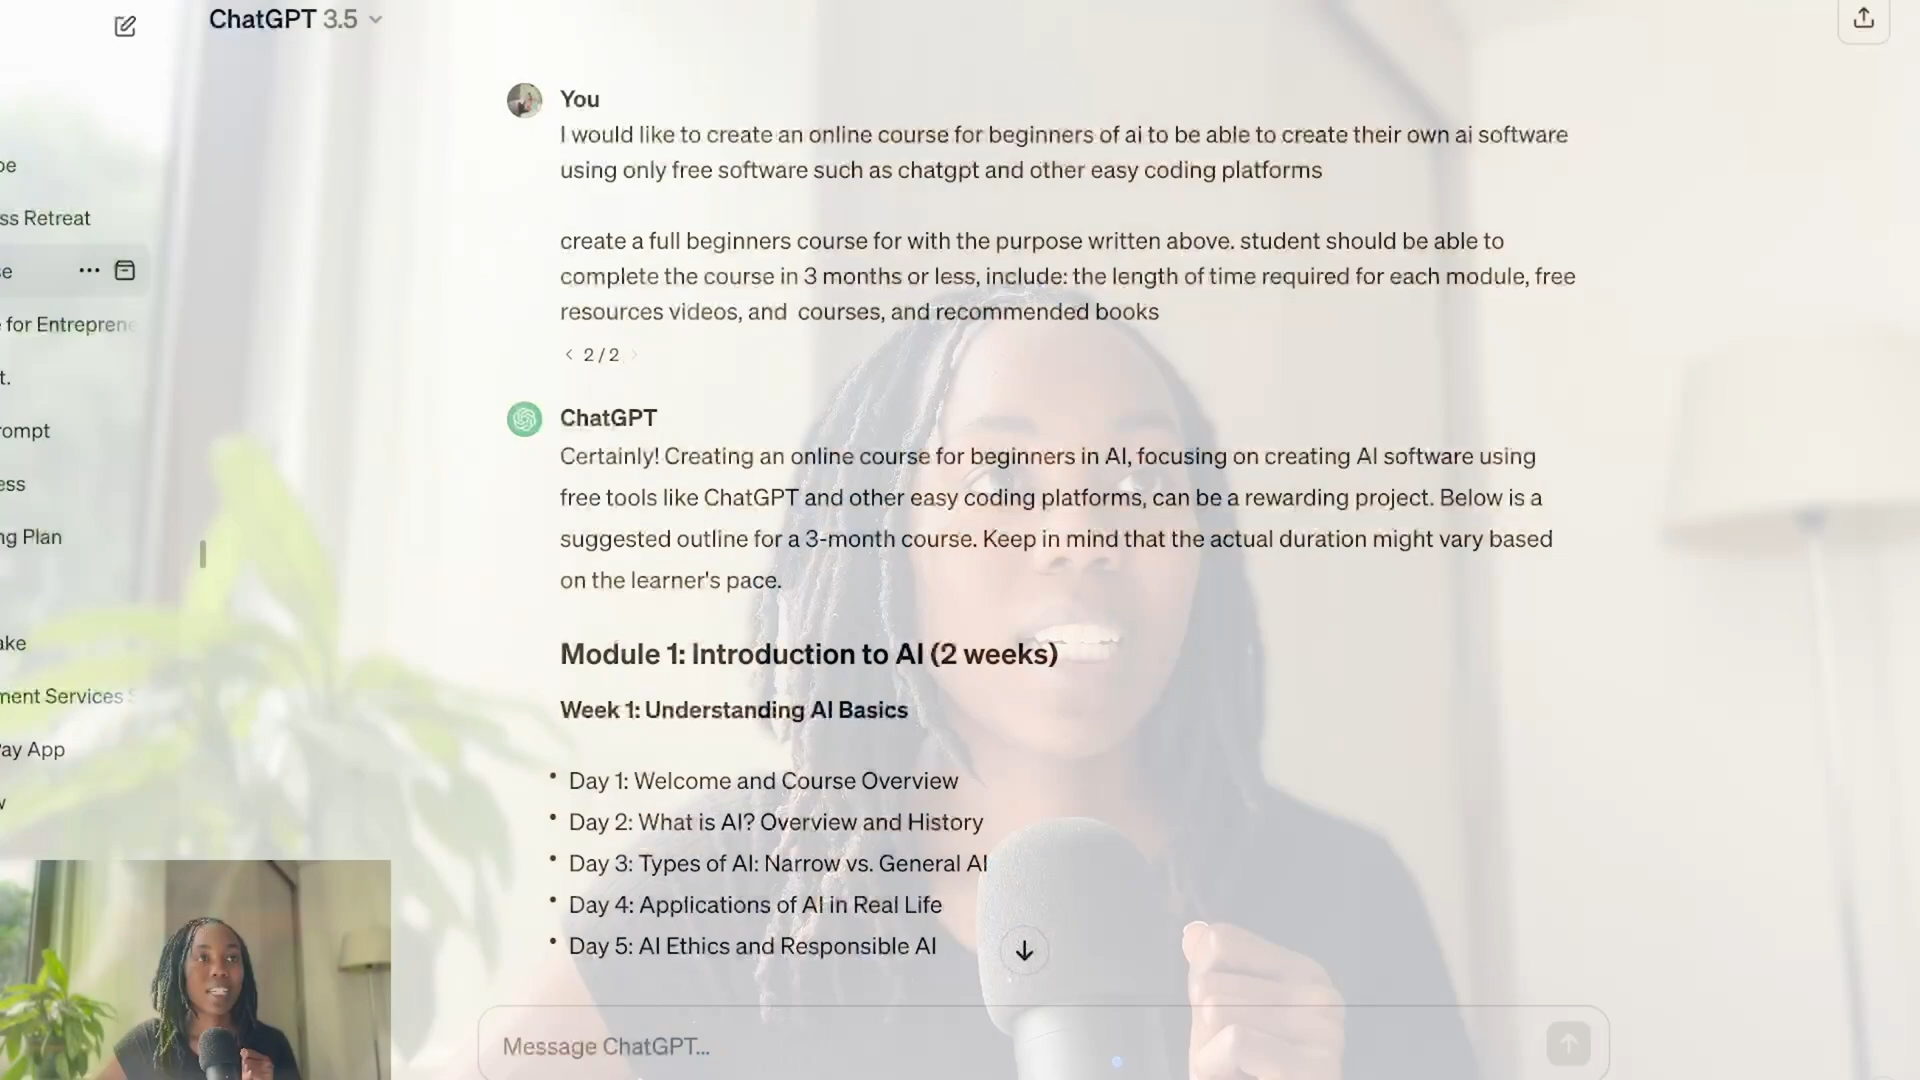 ChatGPT 3.5
You
I would like to create an online course for beginners of ai to be able to create their own ai software
using only free software such as chatgpt and other easy coding platforms
create a full beginners course for with the purpose written above. student should be able to
complete the course in 3 months or less, include: the length of time required for each module, free
resources videos, and courses, and recommended books
2 / 2
ChatGPT
Certainly! Creating an online course for beginners in AI, focusing on creating AI software using
free tools like ChatGPT and other easy coding platforms, can be a rewarding project. Below is a
suggested outline for a 3-month course. Keep in mind that the actual duration might vary based
on the learner's pace.
Module 1: Introduction to AI (2 weeks)
Week 1: Understanding AI Basics
• Day 1: Welcome and Course Overview
• Day 2: What is AI? Overview and History
• Day 3: Types of AI: Narrow vs. General AI
• Day 4: Applications of AI in Real Life
• Day 5: AI Ethics and Responsible AI
Message ChatGPT...
ss Retreat
for Entreprene
ompt
ess
ng Plan
ake
ment Services
ay App